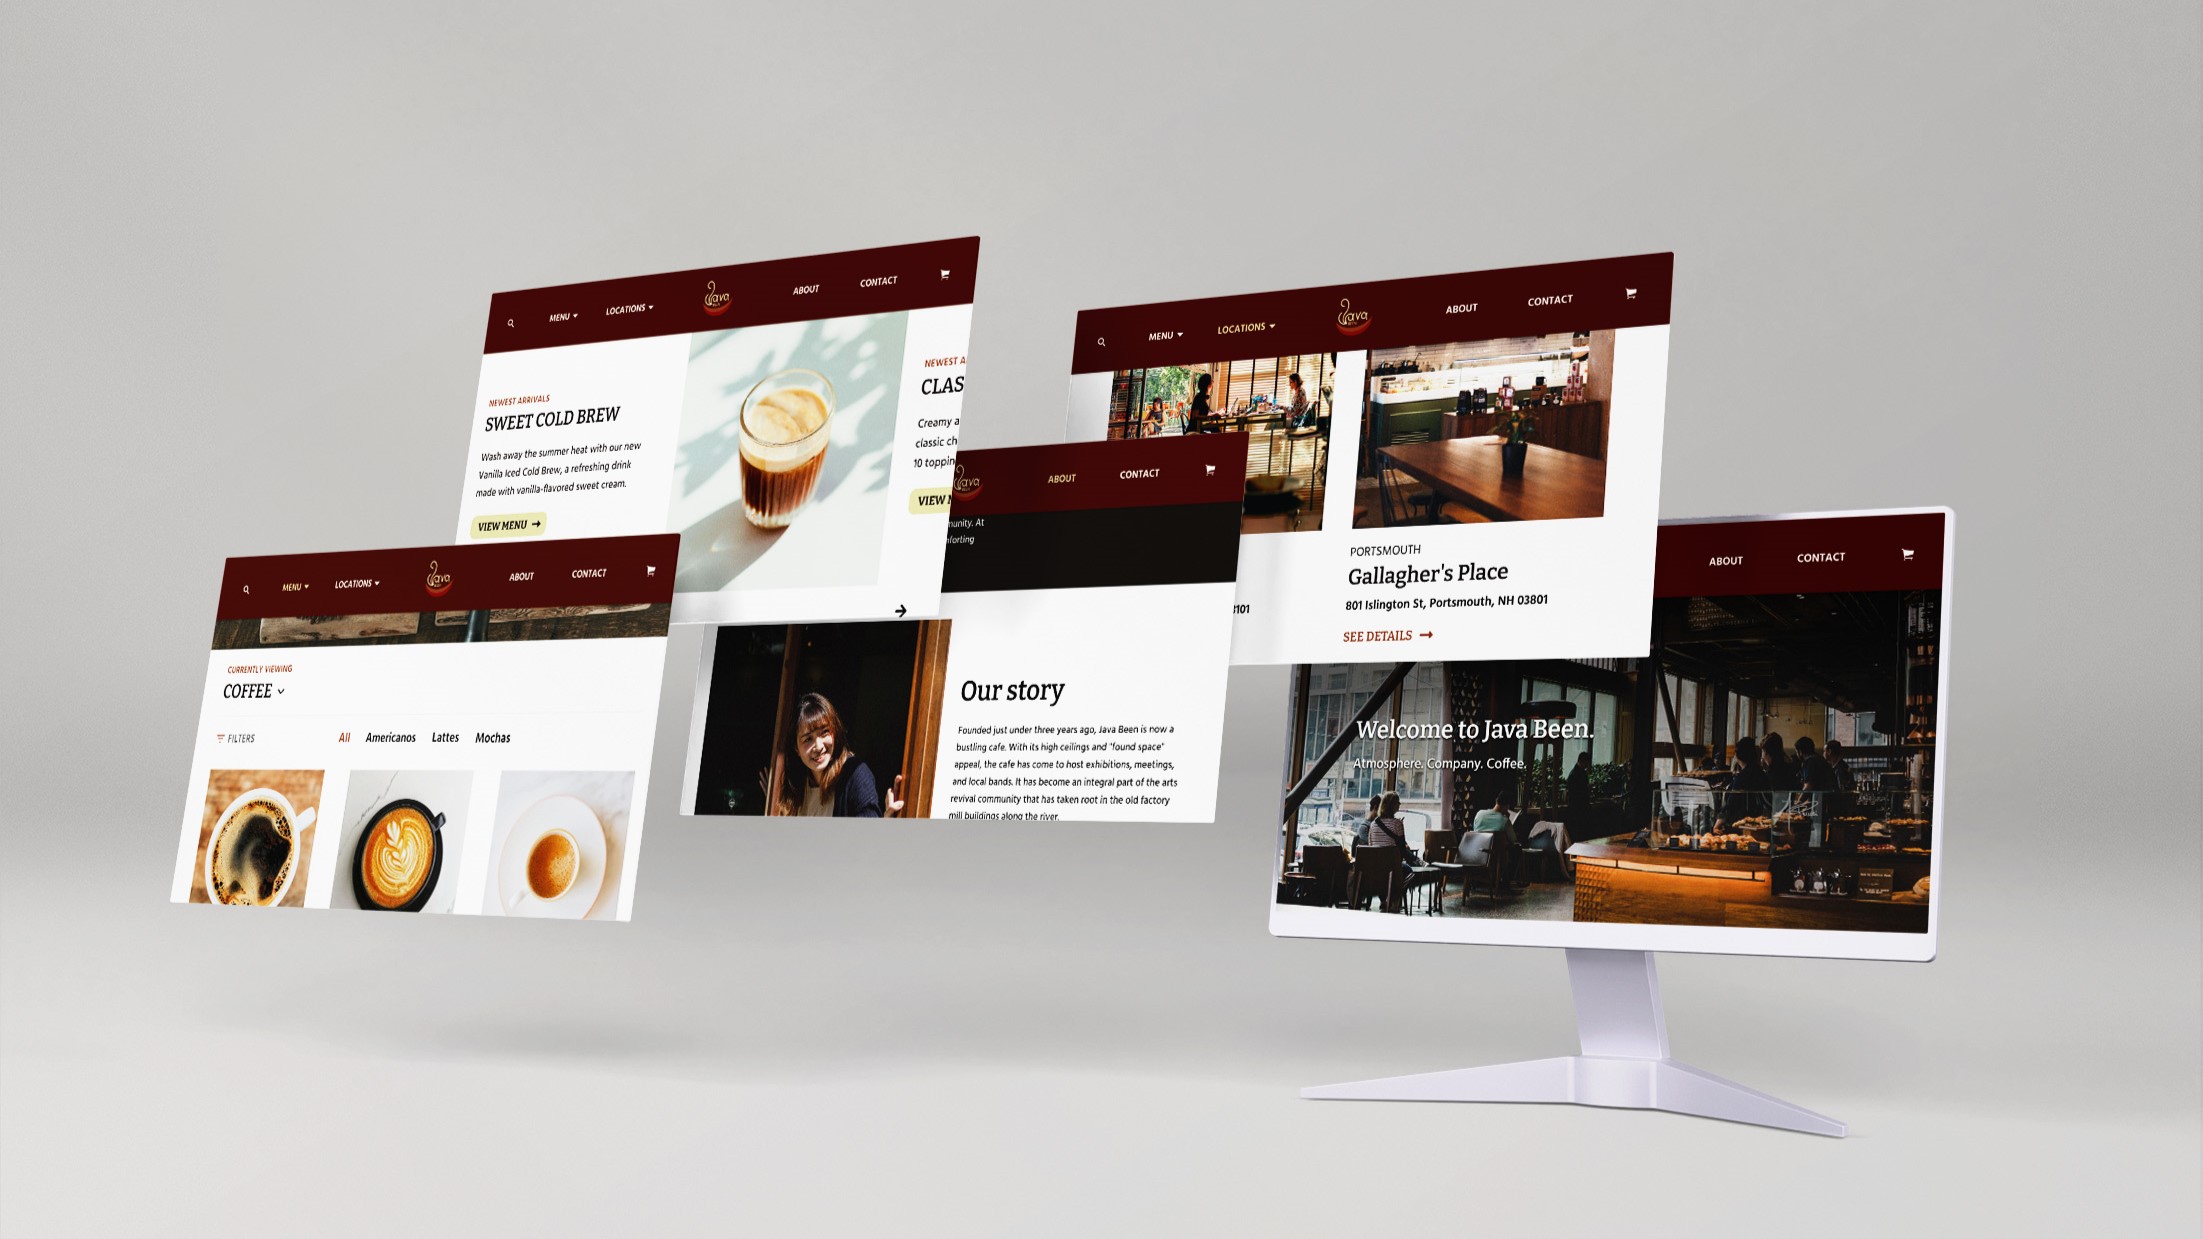 MENU
LOCATIONS
Java
ABOUT
CONTACT
NEWEST ARRIVALS
SWEET COLD BREW
Wash away the summer heat with our new
Vanilla Iced Cold Brew, a refreshing drink
made with vanilla-flavored sweet cream.
VIEW MENU
NEWEST
CLAS
Creamy a
classic ch
10 toppin
VIEW
MENU
LOCATIONS
Java
ABOUT
CONTACT
PORTSMOUTH
Gallagher's Place
801 Islington St, Portsmouth, NH 03801
SEE DETAILS
MENU
LOCATIONS
Java
ABOUT
CONTACT
CURRENTLY VIEWING
COFFEE
FILTERS
All
Americanos
Lattes
Mochas
Java
ABOUT
CONTACT
munity. At
forting
Our story
Founded just under three years ago, Java Been is now a
bustling cafe. With its high ceilings and "found space"
appeal, the cafe has come to host exhibitions, meetings,
and local bands. It has become an integral part of the arts
revival community that has taken root in the old factory
mill buildings along the river.
3101
ABOUT
CONTACT
Welcome to Java Been.
Atmosphere. Company. Coffee.